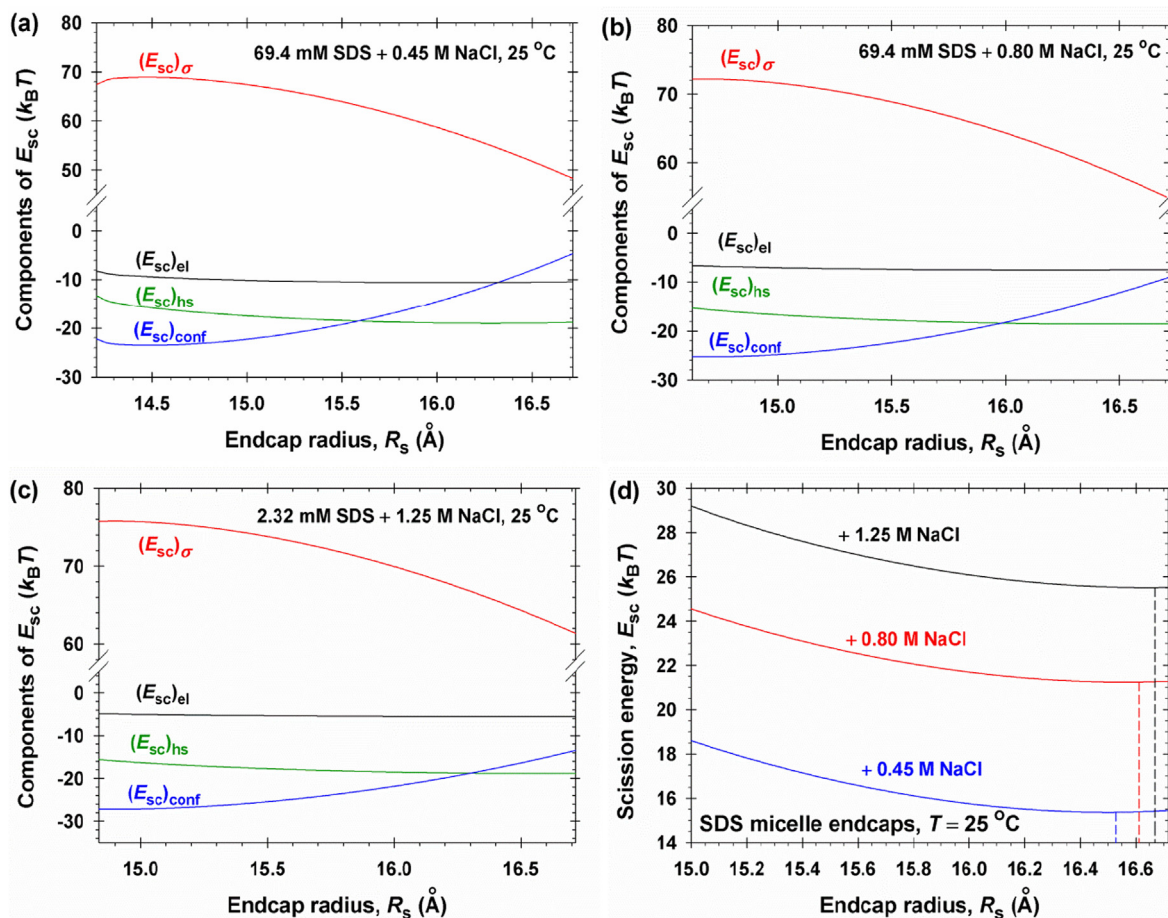 (a)
69.4 mM SDS + 0.45 M NaCl, 25 °C
Components of Esc (kBT)
80
70
60
50
0
-10
-20
-30
(Esc)σ
(Esc)el
(Esc)hs
(Esc)conf
14.5 15.0 15.5 16.0 16.5
Endcap radius, Rs (Å)
(b)
69.4 mM SDS + 0.80 M NaCl, 25 °C
Components of Esc (kBT)
80
70
60
0
-10
-20
-30
(Esc)σ
(Esc)el
(Esc)hs
(Esc)conf
15.0 15.5 16.0 16.5
Endcap radius, Rs (Å)
(c)
2.32 mM SDS + 1.25 M NaCl, 25 °C
Components of Esc (kBT)
80
70
60
0
-10
-20
-30
(Esc)σ
(Esc)el
(Esc)hs
(Esc)conf
15.0 15.5 16.0 16.5
Endcap radius, Rs (Å)
(d)
Scission energy, Esc (kBT)
30
28
26
24
22
20
18
16
14
+ 1.25 M NaCl
+ 0.80 M NaCl
+ 0.45 M NaCl
SDS micelle endcaps, T = 25 °C
15.0 15.2 15.4 15.6 15.8 16.0 16.2 16.4 16.6
Endcap radius, Rs (Å)